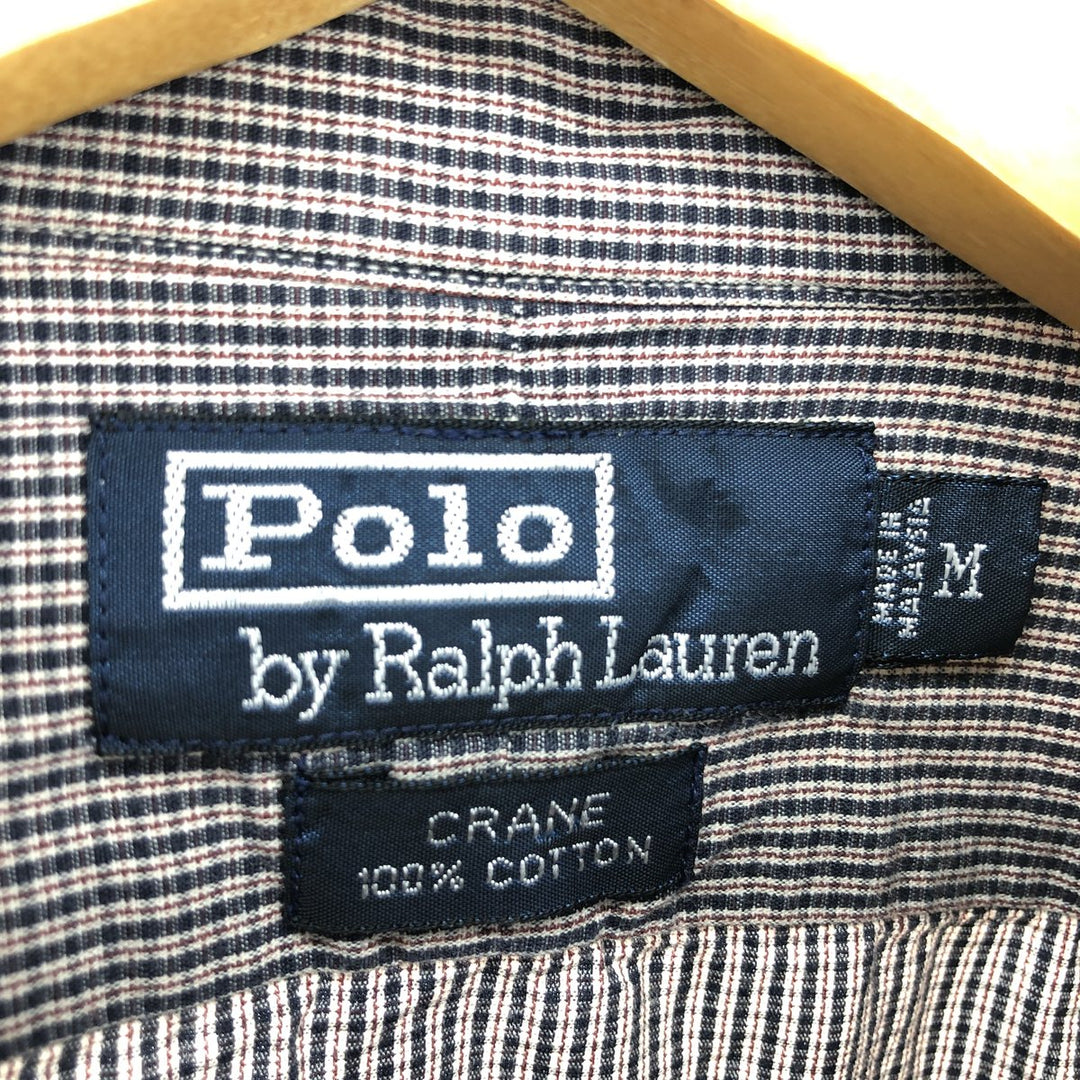 Polo
by Ralph Lauren
MADE IN
MALAYSIA
M
CRANE
100% COTTON